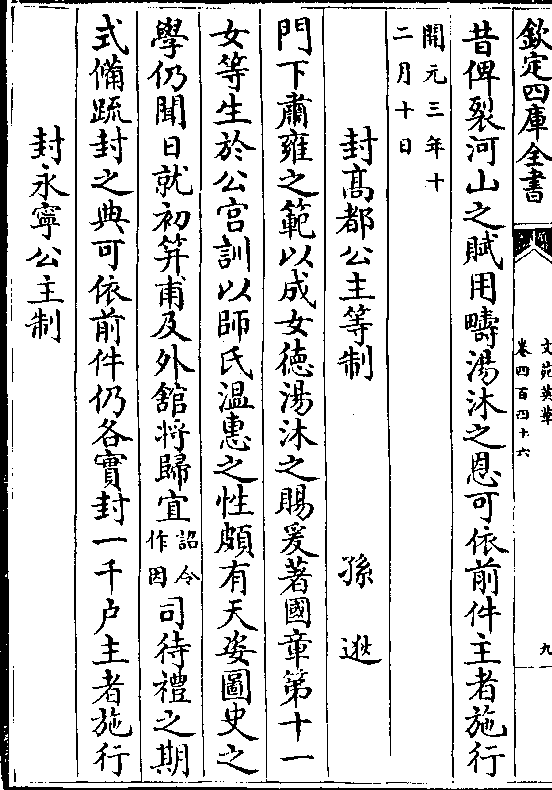 欽定四庫全書
文苑英華
卷四百四十六
九
昔俾裂河山之賦用疇湯沐之恩可依前件主者施行
開元三年十
二月十日
封髙都公主等制
孫逖
門下肅雍之範以成女徳湯沐之賜爰著國章第十一
女等生於公宫訓以師氏温惠之性頗有天姿圖史之
學仍聞日就初笄甫及外舘将歸宜詔令作因司待禮之期
式備䟽封之典可依前件仍各實封一千户主者施行
封永寧公主制